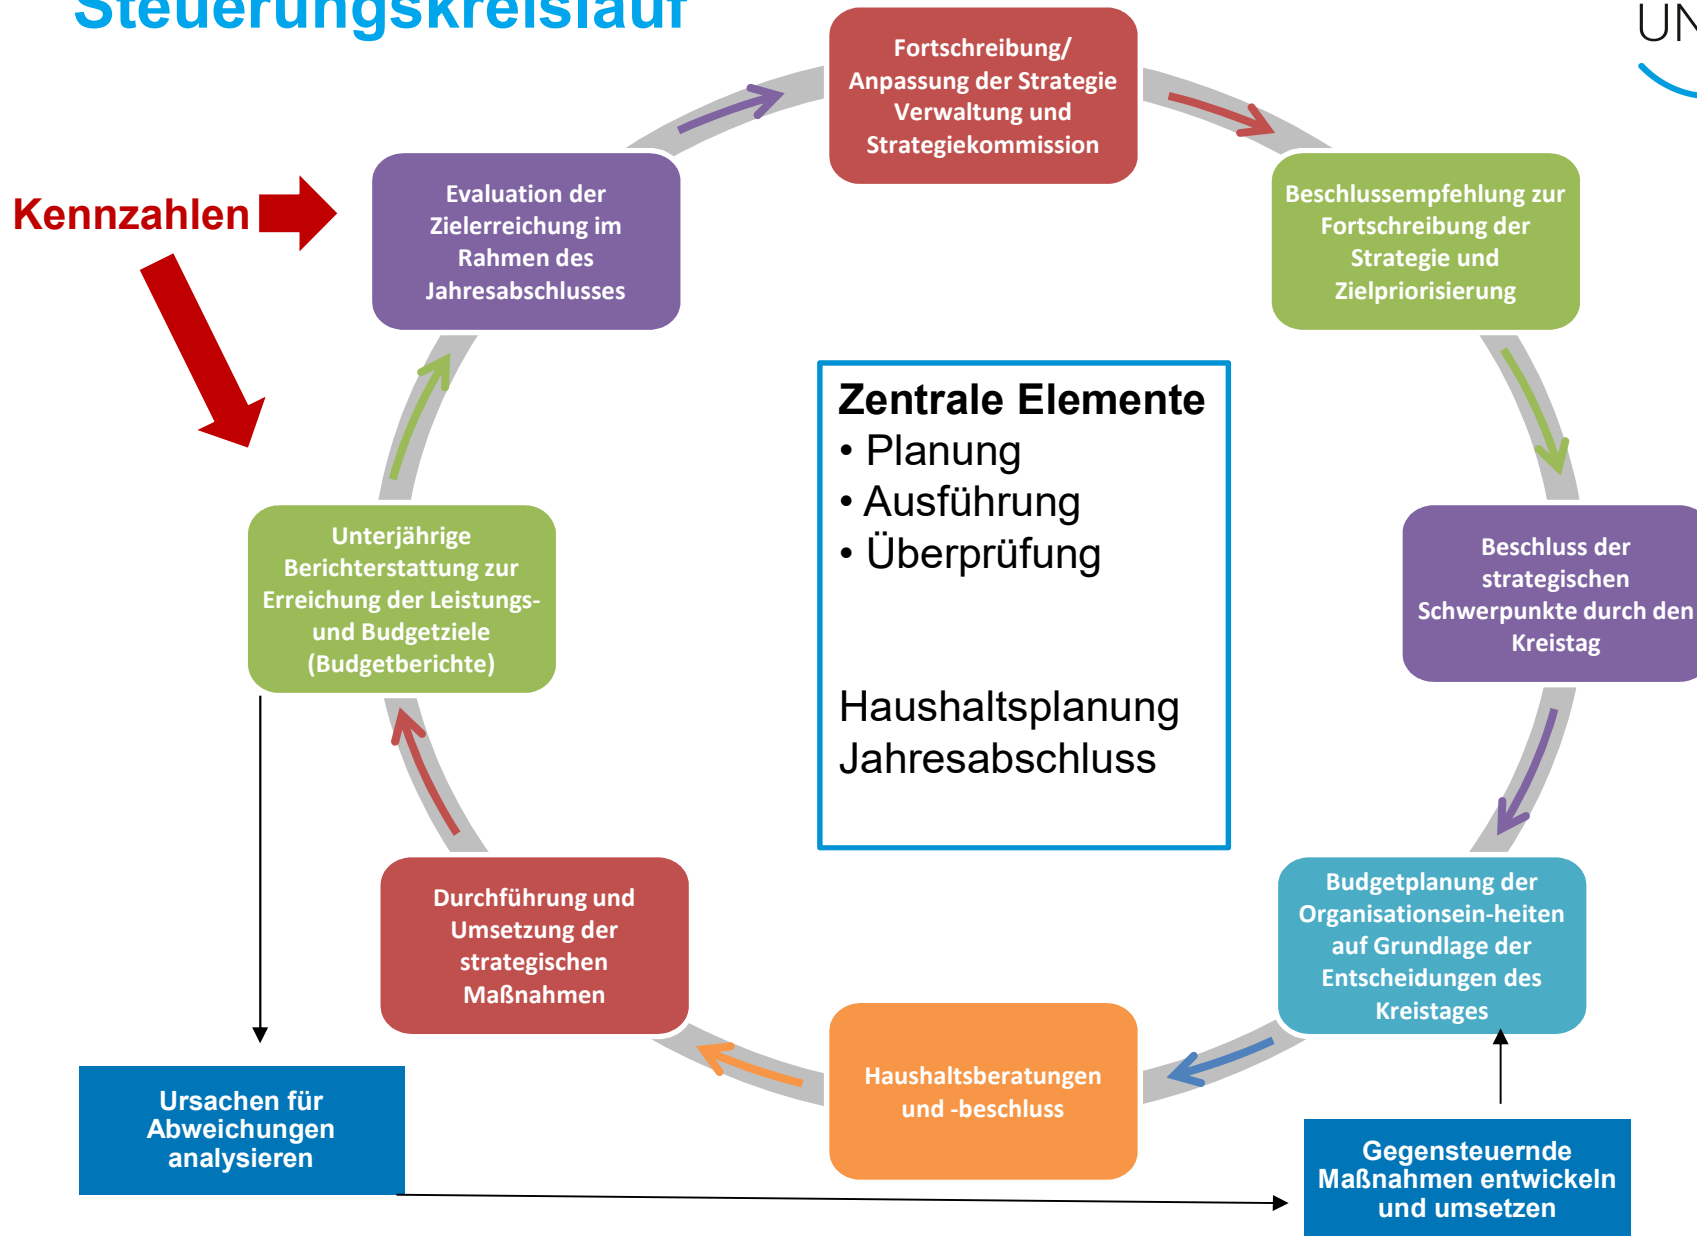 Steuerungskreislauf
UN
Fortschreibung/
Anpassung der Strategie
Verwaltung und
Strategiekommission
Kennzahlen
Evaluation der
Zielerreichung im
Rahmen des
Jahresabschlusses
Beschlussempfehlung zur
Fortschreibung der
Strategie und
Zielpriorisierung
Zentrale Elemente
• Planung
• Ausführung
• Überprüfung
Haushaltsplanung
Jahresabschluss
Unterjährige
Berichterstattung zur
Erreichung der Leistungs-
und Budgetziele
(Budgetberichte)
Beschluss der
strategischen
Schwerpunkte durch den
Kreistag
Durchführung und
Umsetzung der
strategischen
Maßnahmen
Budgetplanung der
Organisationsein-heiten
auf Grundlage der
Entscheidungen des
Kreistages
Haushaltsberatungen
und -beschluss
Ursachen für
Abweichungen
analysieren
Gegensteuernde
Maßnahmen entwickeln
und umsetzen